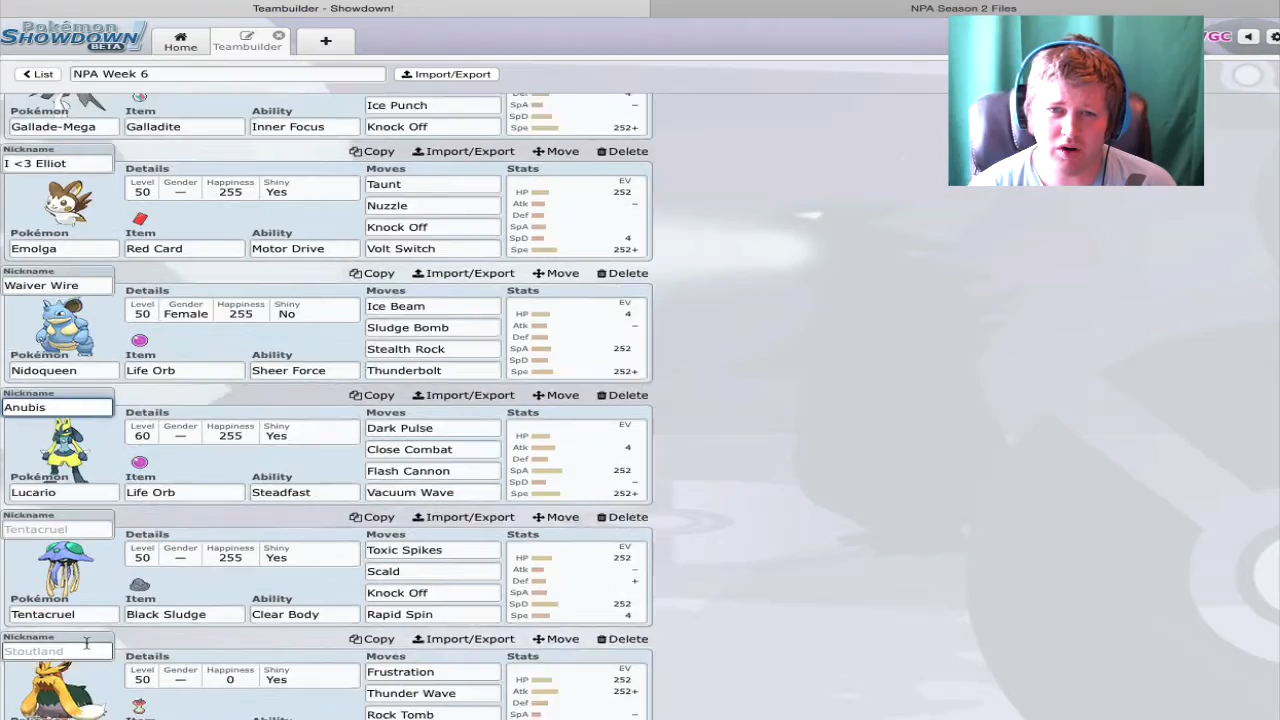 Teambuilder - Showdown! NPA Season 2 Files
Pokémon
SHOWDOWN!
BETA
Home
Teambuilder
+
/GC
List NPA Week 6 Import/Export
Pokémon Item Ability
Gallade-Mega Galladite Inner Focus
Ice Punch
Knock Off
4
SpA –
SpD
Spe 252+
Nickname Copy Import/Export Move Delete
I <3 Elliot
Details Moves Stats
Level Gender Happiness Shiny
50 — 255 Yes
Taunt
Nuzzle
Knock Off
Volt Switch
EV
HP 252
Atk –
Def
SpA
SpD 4
Spe 252+
Pokémon Item Ability
Emolga Red Card Motor Drive
Nickname Copy Import/Export Move Delete
Waiver Wire
Details Moves Stats
Level Gender Happiness Shiny
50 Female 255 No
Ice Beam
Sludge Bomb
Stealth Rock
Thunderbolt
EV
HP 4
Atk –
Def
SpA 252
SpD
Spe 252+
Pokémon Item Ability
Nidoqueen Life Orb Sheer Force
Nickname Copy Import/Export Move Delete
Anubis
Details Moves Stats
Level Gender Happiness Shiny
60 — 255 Yes
Dark Pulse
Close Combat
Flash Cannon
Vacuum Wave
EV
HP
Atk 4
Def
SpA 252
SpD –
Spe 252+
Pokémon Item Ability
Lucario Life Orb Steadfast
Nickname Copy Import/Export Move Delete
Tentacruel
Details Moves Stats
Level Gender Happiness Shiny
50 — 255 Yes
Toxic Spikes
Scald
Knock Off
Rapid Spin
EV
HP 252
Atk –
Def +
SpA
SpD 252
Spe 4
Pokémon Item Ability
Tentacruel Black Sludge Clear Body
Nickname Copy Import/Export Move Delete
Stoutland
Details Moves Stats
Level Gender Happiness Shiny
50 — 0 Yes
Frustration
Thunder Wave
Rock Tomb
EV
HP 252
Atk 252+
Def
SpA –